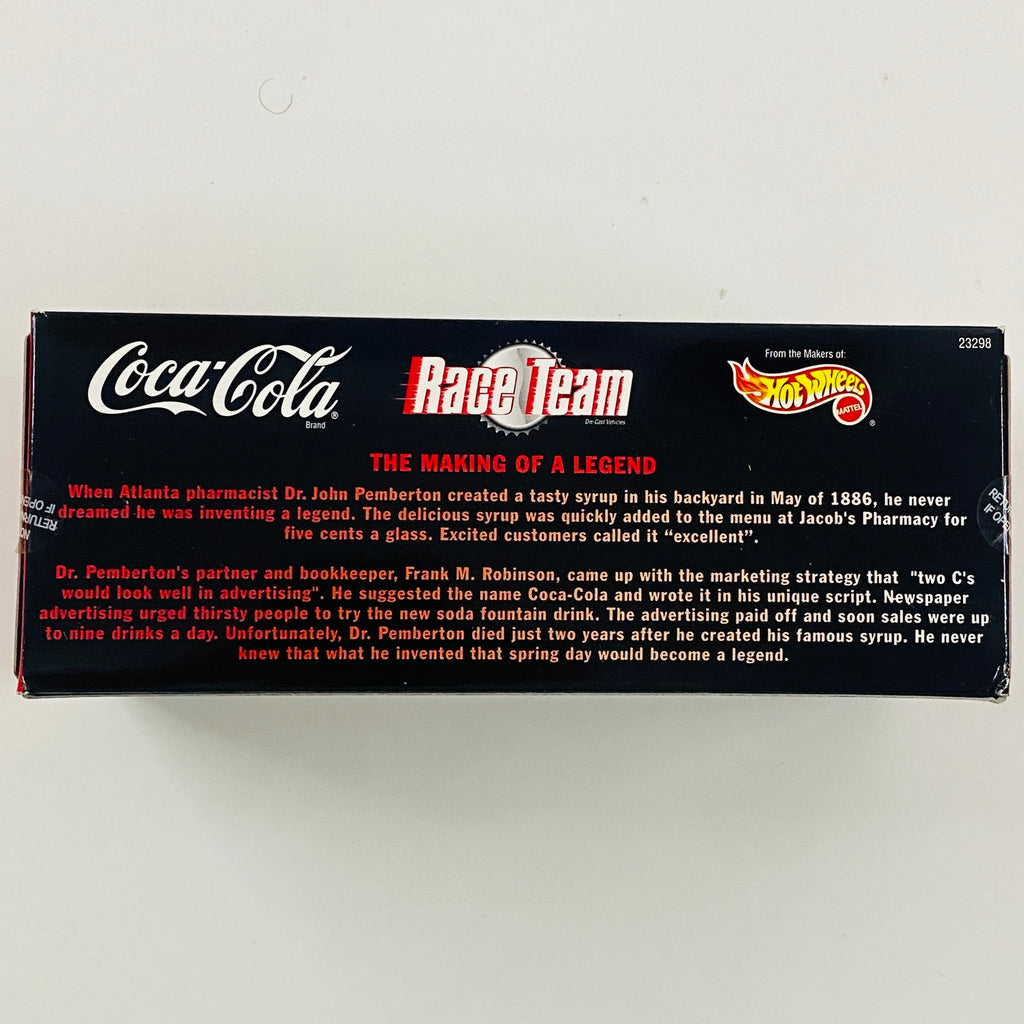 23298
Coca-Cola®
Brand
Race Team
Die-Cast Vehicles
From the Makers of:
HOT WHEELS
MATTEL
®
THE MAKING OF A LEGEND
When Atlanta pharmacist Dr. John Pemberton created a tasty syrup in his backyard in May of 1886, he never
dreamed he was inventing a legend. The delicious syrup was quickly added to the menu at Jacob's Pharmacy for
five cents a glass. Excited customers called it “excellent”.
Dr. Pemberton's partner and bookkeeper, Frank M. Robinson, came up with the marketing strategy that "two C's
would look well in advertising". He suggested the name Coca-Cola and wrote it in his unique script. Newspaper
advertising urged thirsty people to try the new soda fountain drink. The advertising paid off and soon sales were up
to nine drinks a day. Unfortunately, Dr. Pemberton died just two years after he created his famous syrup. He never
knew that what he invented that spring day would become a legend.
IF